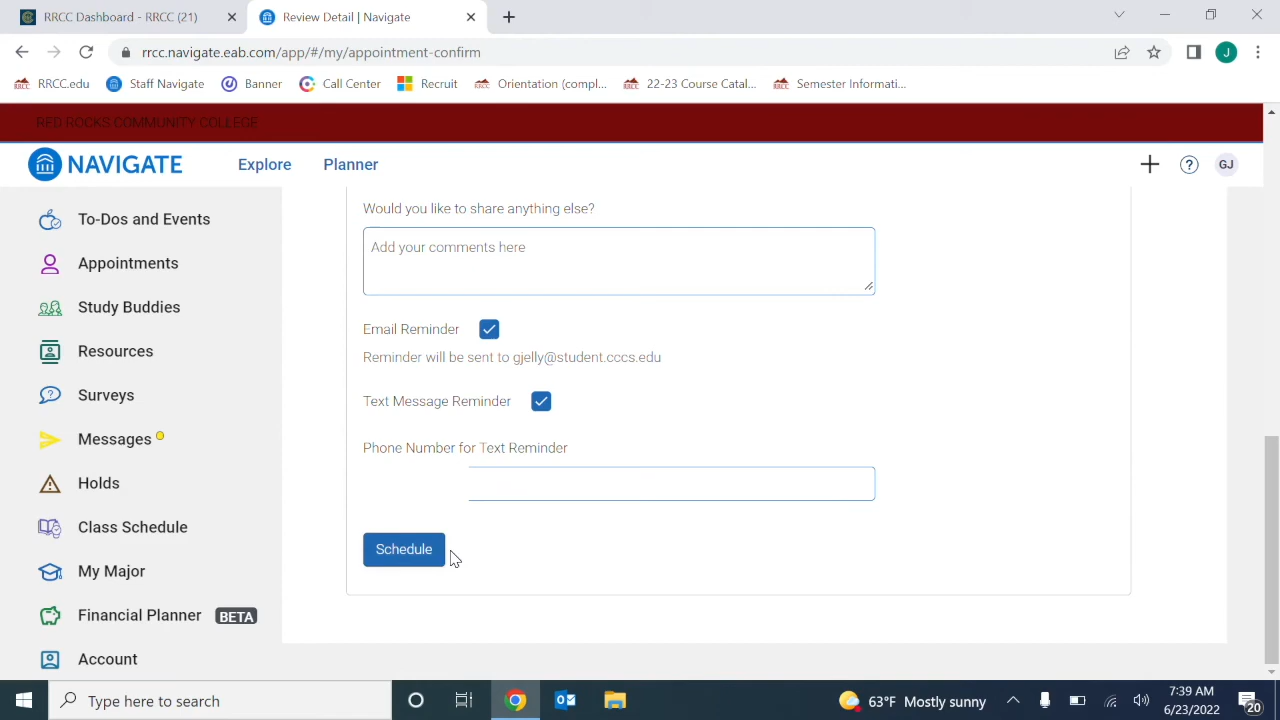 RRCC Dashboard - RRCC (21)
Review Detail | Navigate
rrcc.navigate.eab.com/app/#/my/appointment-confirm
J
RRCC.edu
Staff Navigate
Banner
Call Center
Recruit
Orientation (compl...
22-23 Course Catal...
Semester Informati...
RED ROCKS COMMUNITY COLLEGE
NAVIGATE
Explore
Planner
GJ
To-Dos and Events
Appointments
Study Buddies
Resources
Surveys
Messages
Holds
Class Schedule
My Major
Financial Planner BETA
Account
Would you like to share anything else?
Add your comments here
Email Reminder
Reminder will be sent to gjelly@student.cccs.edu
Text Message Reminder
Phone Number for Text Reminder
Schedule
Type here to search
63°F Mostly sunny
7:39 AM
6/23/2022
20